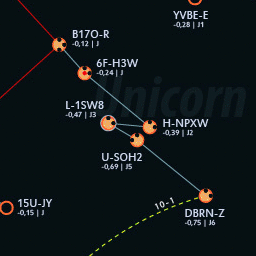 YVBE-E
-0,28 | J1
B17O-R
-0,12 | J
6F-H3W
-0,24 | J
Unicorn
L-1SW8
-0,47 | J3
H-NPXW
-0,39 | J2
U-SOH2
-0,69 | J5
15U-JY
-0,15 | J
10-1
DBRN-Z
-0,75 | J6